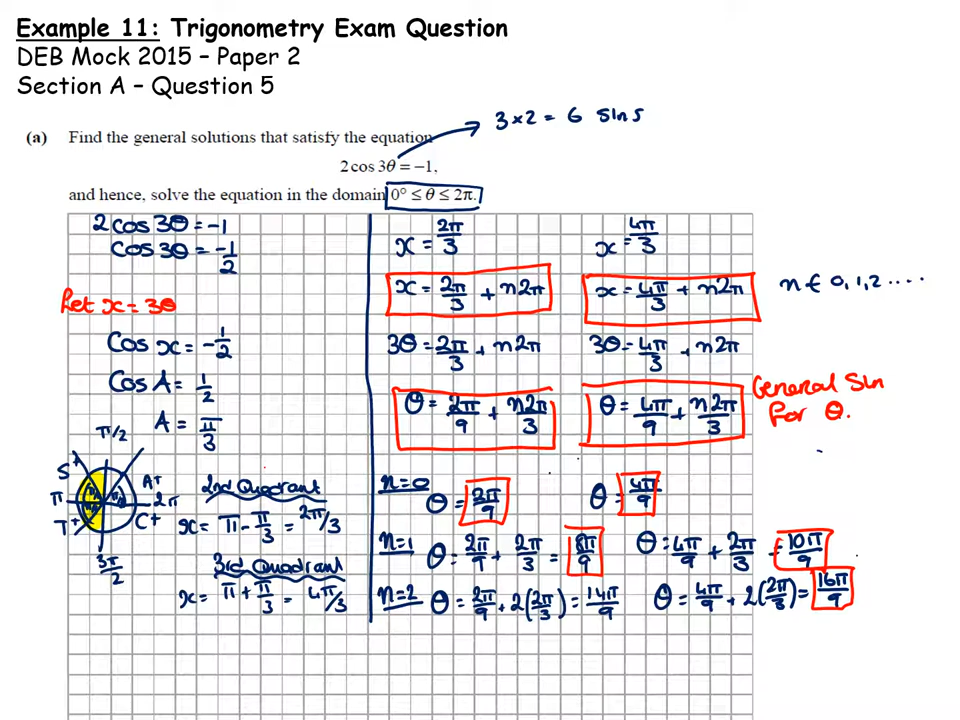 Example 11: Trigonometry Exam Question
DEB Mock 2015 – Paper 2
Section A – Question 5
3×2 = 6 Sln s
(a) Find the general solutions that satisfy the equation
2 cos 3θ = −1,
and hence, solve the equation in the domain 0° ≤ θ ≤ 2π.
2Cos 3θ = -1
Cos 3θ = -1/2
Let x = 3θ
Cos x = -1/2
Cos A = 1/2
A = π/3
π/2
S+
A+
π
2π
T+
C+
3π/2
2nd Quadrant
x = π - π/3 = 2π/3
3rd Quadrant
x = π + π/3 = 4π/3
x = 2π/3
x = 2π/3 + n2π
3θ = 2π/3 + n2π
θ = 2π/9 + n2π/3
x = 4π/3
x = 4π/3 + n2π
n ∈ 0, 1, 2 ....
3θ = 4π/3 + n2π
θ = 4π/9 + n2π/3
General Sln
For θ.
n=0
θ = 2π/9
θ = 4π/9
n=1
θ = 2π/9 + 2π/3 = 8π/9
θ = 4π/9 + 2π/3 = 10π/9
n=2
θ = 2π/9 + 2(2π/3) = 14π/9
θ = 4π/9 + 2(2π/3) = 16π/9